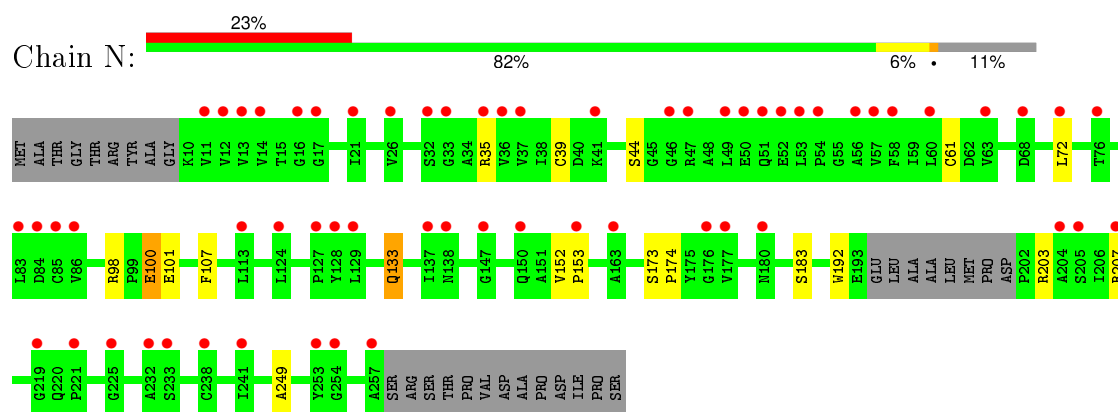 23%
Chain N:
82% 6% • 11%
MET ALA THR GLY THR ARG TYR ALA GLY K10 V11 V12 V13 V14 T15 G16 G17 I21 V26 S32 G33 A34 R35 V36 V37 I38 C39 D40 K41 S44 G45 G46 R47 A48 L49 E50 Q51 E52 L53 P54 G55 A56 V57 F58 I59 L60 C61 D62 V63 D68 L72 T76
L83 D84 C85 V86 R98 P99 E100 E101 F107 L113 L124 P127 Y128 L129 Q133 I137 N138 G147 Q150 A151 V152 P153 A163 S173 P174 Y175 G176 V177 N180 S183 W192 E193 GLU LEU ALA ALA LEU MET PRO ASP P202 R203 A204 S205 I206
G219 Q220 P221 G225 A232 S233 C238 I241 A249 Y253 G254 A257 SER ARG SER THR PRO VAL ASP ALA PRO ASP ILE PRO SER